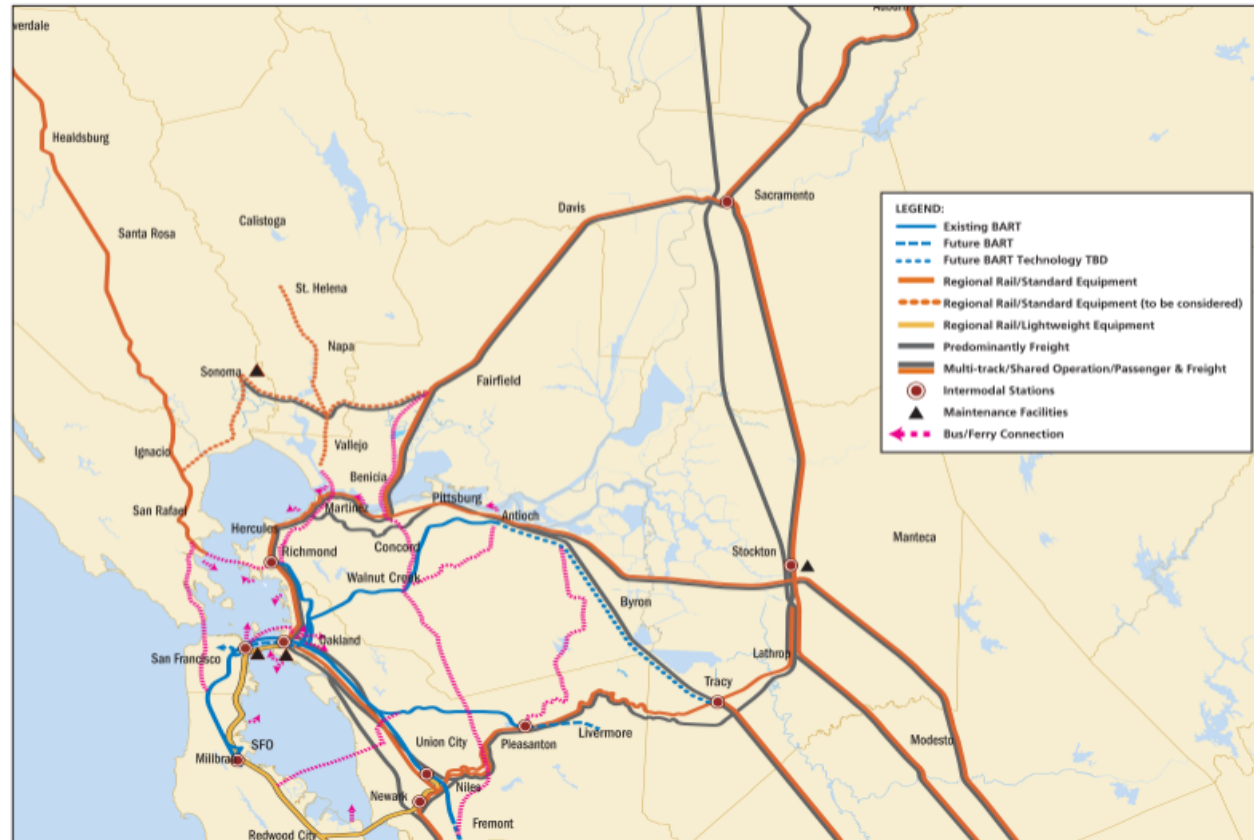 Auburn
verdale
Healdsburg
Sacramento
Davis
Calistoga
Santa Rosa
LEGEND:
Existing BART
Future BART
Future BART Technology TBD
Regional Rail/Standard Equipment
Regional Rail/Standard Equipment (to be considered)
Regional Rail/Lightweight Equipment
Predominantly Freight
Multi-track/Shared Operation/Passenger & Freight
Intermodal Stations
Maintenance Facilities
Bus/Ferry Connection
St. Helena
Napa
Sonoma
Fairfield
Vallejo
Ignacio
Benicia
Pittsburg
Martinez
San Rafael
Antioch
Hercules
Manteca
Concord
Richmond
Stockton
Walnut Creek
Byron
Oakland
San Francisco
Lathrop
Tracy
Livermore
Modesto
SFO
Union City
Pleasanton
Millbra
Niles
Newark
Fremont
Redwood City